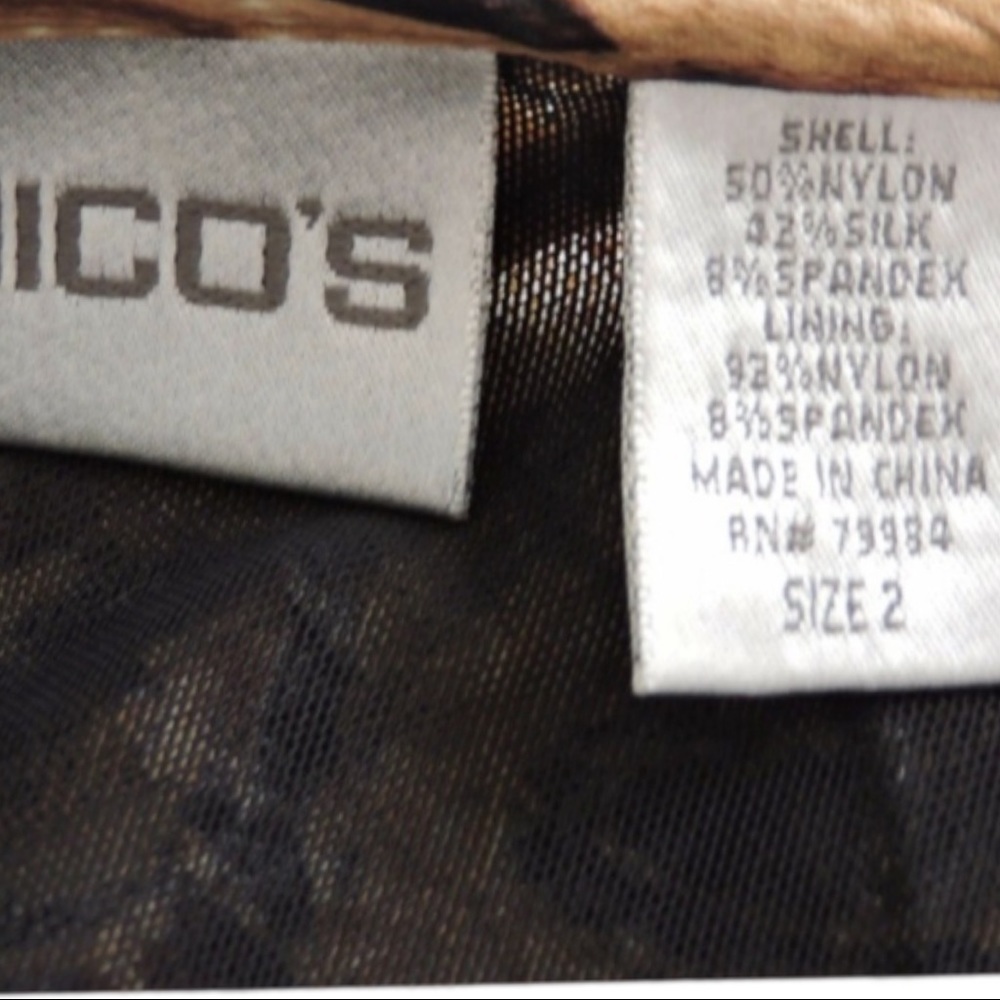 ICO'S
SHELL:
50%NYLON
42%SILK
8%SPANDEX
LINING:
92%NYLON
8%SPANDEX
MADE IN CHINA
RN# 79984
SIZE 2